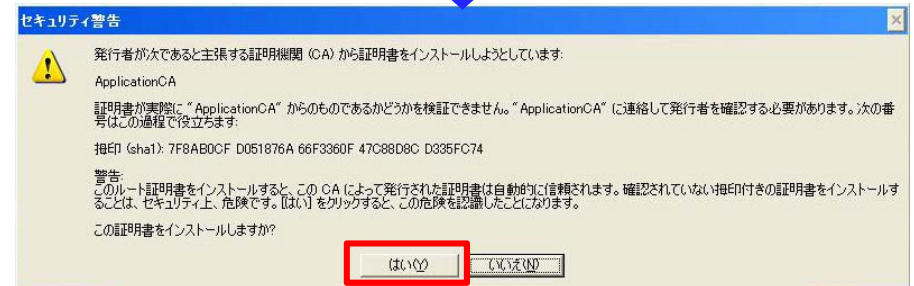 セキュリティ警告
発行者が次であると主張する証明機関 (CA) から証明書をインストールしようとしています:
ApplicationCA
証明書が実際に “ApplicationCA” からのものであるかどうかを検証できません。“ApplicationCA” に連絡して発行者を確認する必要があります。次の番
号はこの過程で役立ちます:
拇印 (sha1): 7F8AB0CF D051876A 66F3360F 47C88D8C D335FC74
警告:
このルート証明書をインストールすると、この CA によって発行された証明書は自動的に信頼されます。確認されていない拇印付きの証明書をインストールす
ることは、セキュリティ上、危険です。[はい] をクリックすると、この危険を認識したことになります。
この証明書をインストールしますか?
はい(Y)
いいえ(N)